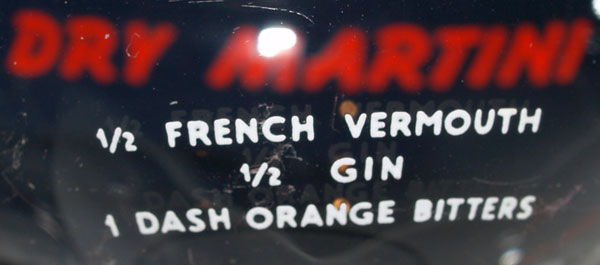 DRY MARTINI
1/2 FRENCH VERMOUTH
1/2 GIN
1 DASH ORANGE BITTERS